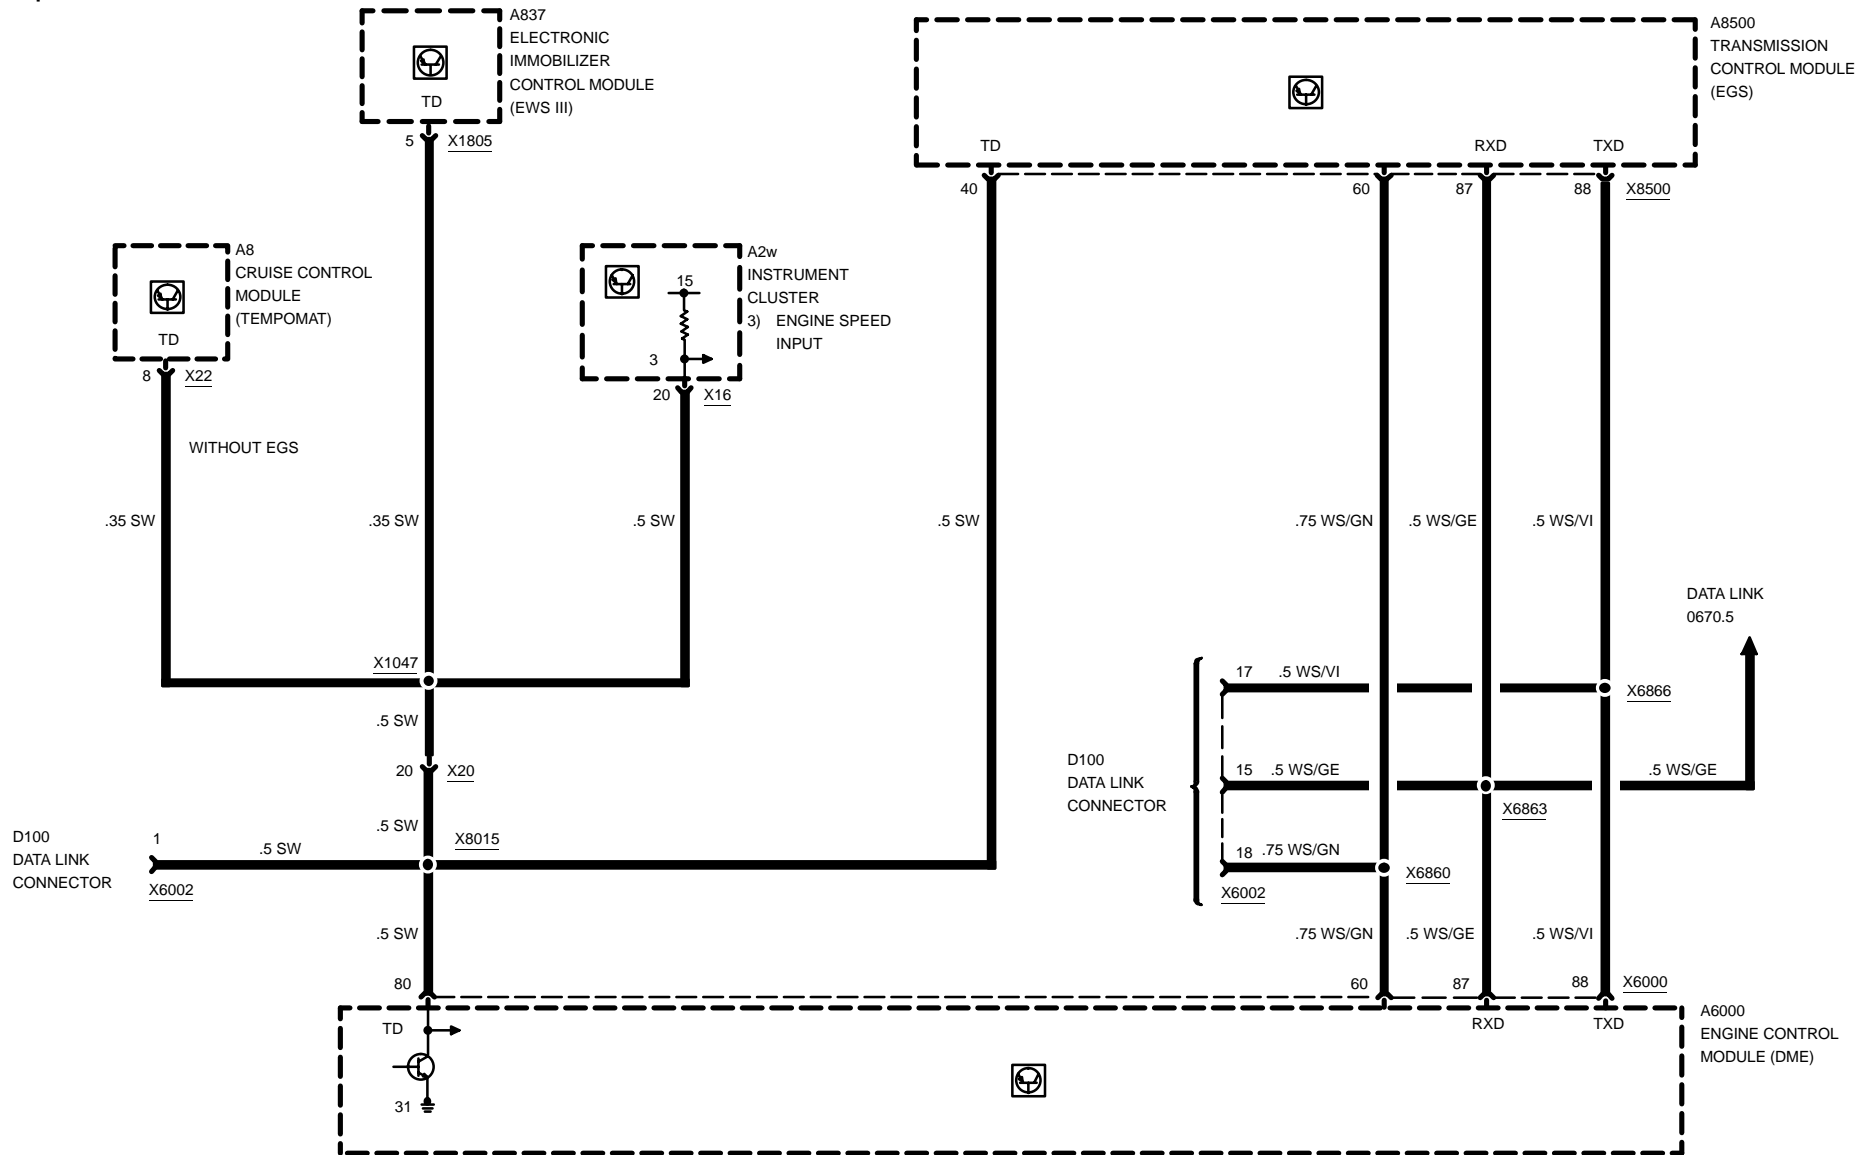 A837
ELECTRONIC
IMMOBILIZER
CONTROL MODULE
(EWS III)
TD
5 X1805
A8500
TRANSMISSION
CONTROL MODULE
(EGS)
TD RXD TXD
40 60 87 88 X8500
A8
CRUISE CONTROL
MODULE
(TEMPOMAT)
TD
8 X22
WITHOUT EGS
A2w
INSTRUMENT
CLUSTER
3) ENGINE SPEED
INPUT
15
3
20 X16
.35 SW .35 SW .5 SW .5 SW .75 WS/GN .5 WS/GE .5 WS/VI
DATA LINK
0670.5
X1047
.5 SW
20 X20
.5 SW
X8015
D100
DATA LINK
CONNECTOR
1
.5 SW
X6002
D100
DATA LINK
CONNECTOR
17 .5 WS/VI
X6866
15 .5 WS/GE
.5 WS/GE
X6863
18 .75 WS/GN
X6860
X6002
.5 SW .75 WS/GN .5 WS/GE .5 WS/VI
80 60 87 88 X6000
TD RXD TXD
31
A6000
ENGINE CONTROL
MODULE (DME)